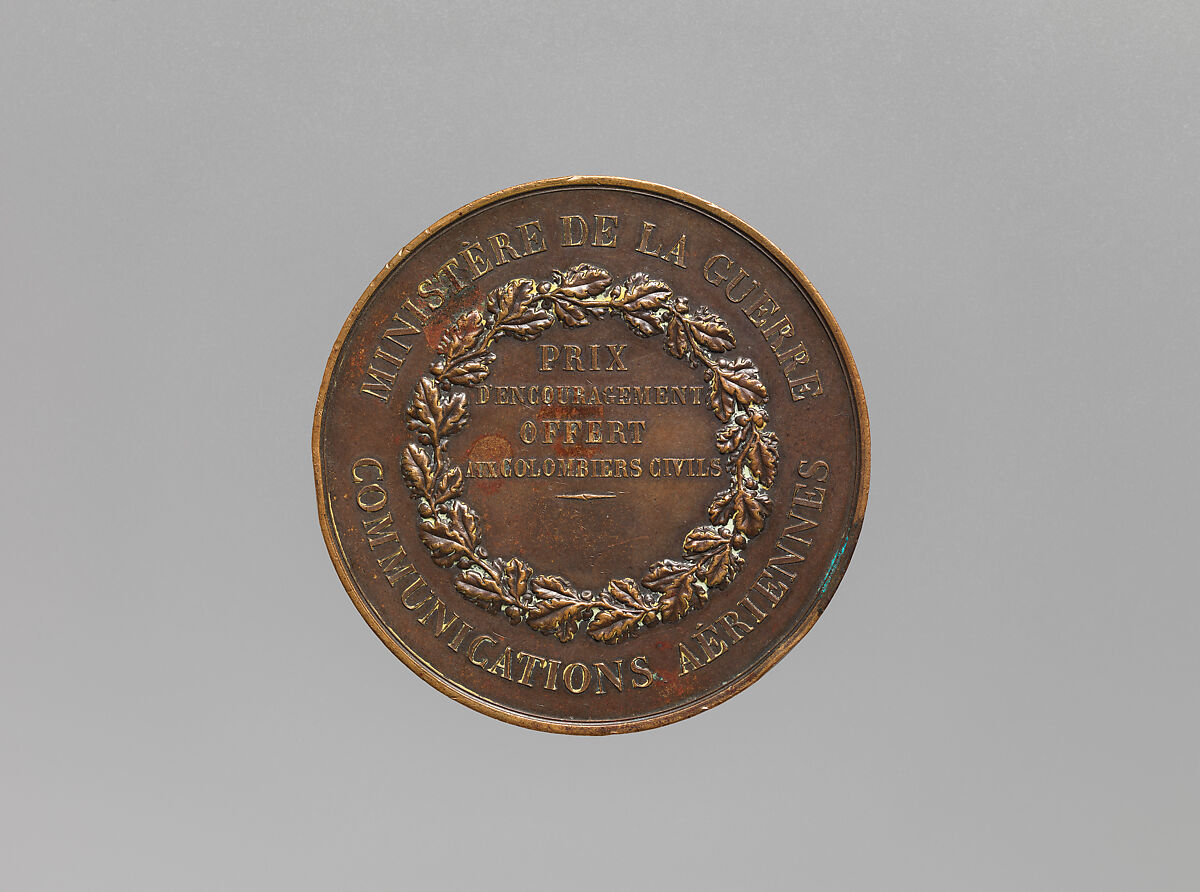 MINISTÈRE DE LA GUERRE
PRIX
D'ENCOURAGEMENT
OFFERT
AUX COLOMBIERS CIVILS
COMMUNICATIONS AÉRIENNES